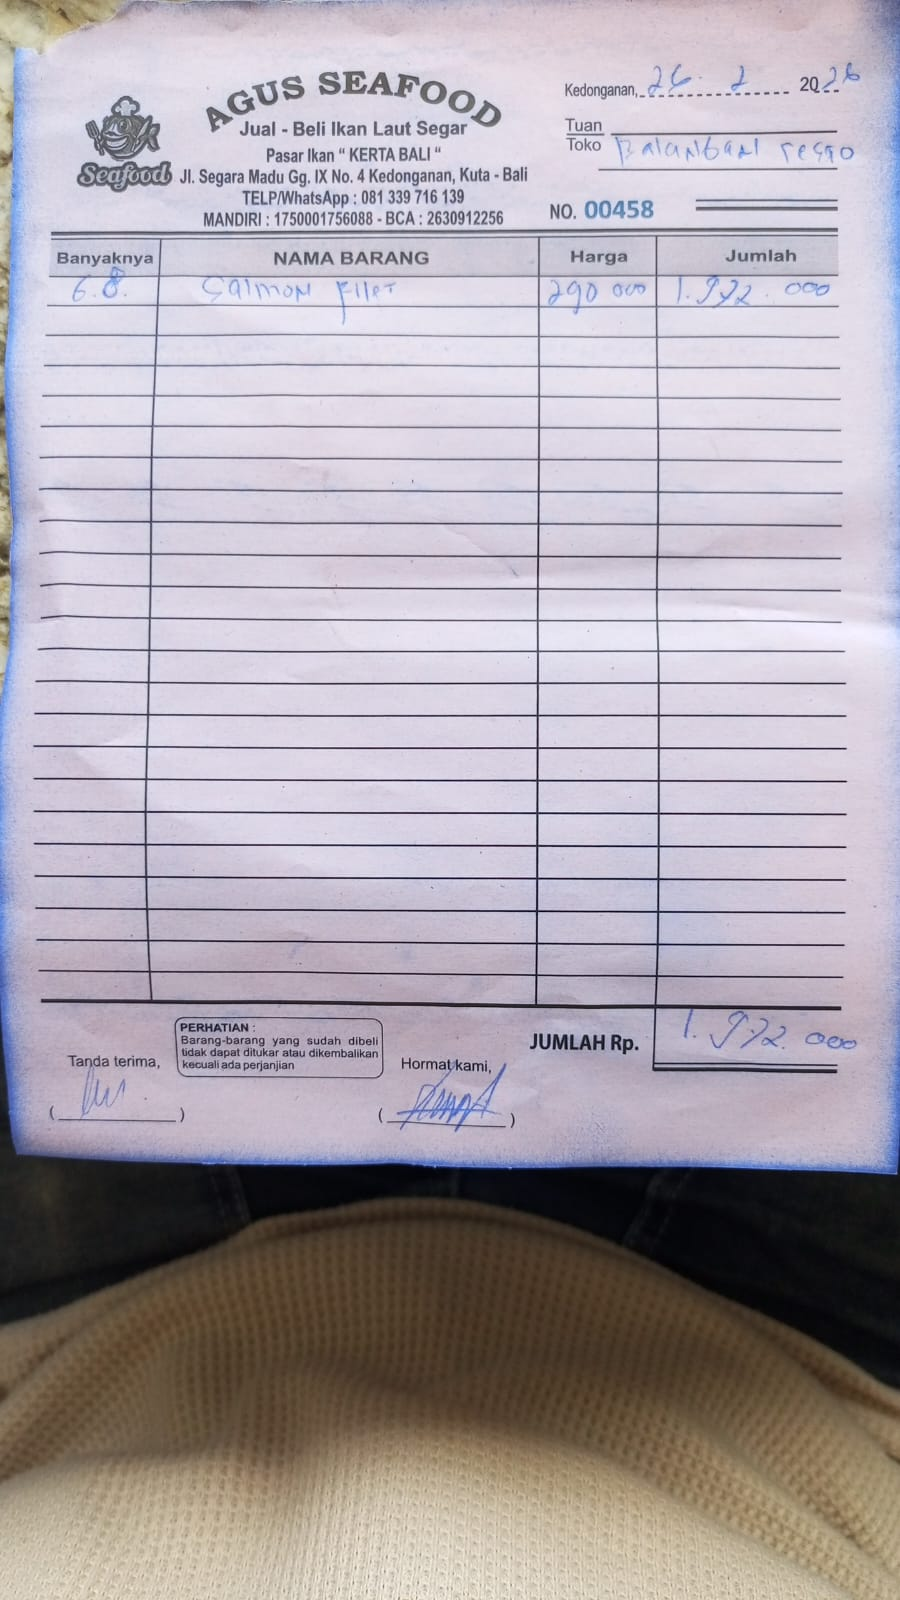 AGUS SEAFOOD
Seafood
Jual - Beli Ikan Laut Segar
Pasar Ikan “ KERTA BALI “
Jl. Segara Madu Gg. IX No. 4 Kedonganan, Kuta - Bali
TELP/WhatsApp : 081 339 716 139
MANDIRI : 1750001756088 - BCA : 2630912256
Kedonganan, 26. 2 2026
Tuan
Toko
NO. 00458
Banyaknya NAMA BARANG Harga Jumlah
6.8 Salmon Fllet 290 000 1.972.000
JUMLAH Rp. 1.972.000
Tanda terima,
PERHATIAN :
Barang-barang yang sudah dibeli
tidak dapat ditukar atau dikembalikan
kecuali ada perjanjian
Hormat kami,